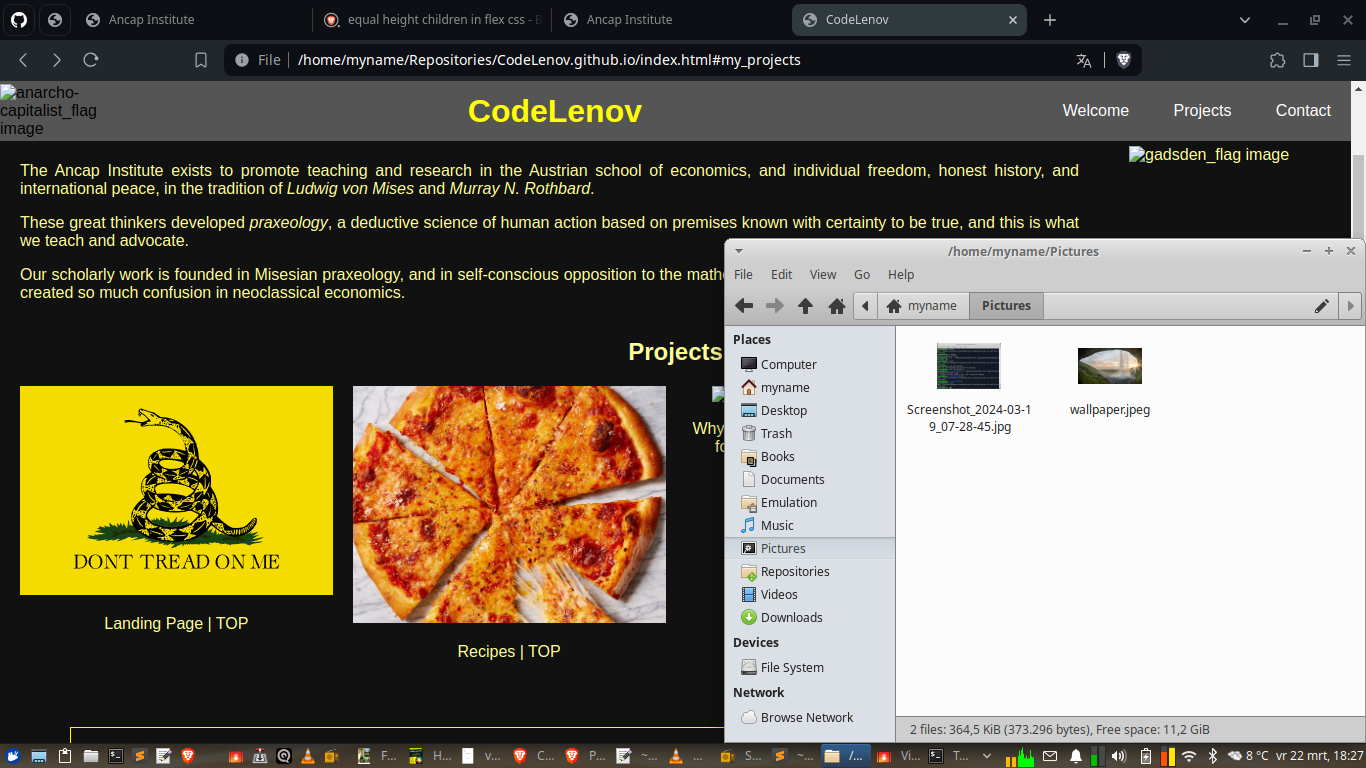 Ancap Institute
equal height children in flex css - B
Ancap Institute
CodeLenov
File
/home/myname/Repositories/CodeLenov.github.io/index.html#my_projects
anarcho-
capitalist_flag
image
CodeLenov
Welcome
Projects
Contact
gadsden_flag image
The Ancap Institute exists to promote teaching and research in the Austrian school of economics, and individual freedom, honest history, and
international peace, in the tradition of Ludwig von Mises and Murray N. Rothbard.
These great thinkers developed praxeology, a deductive science of human action based on premises known with certainty to be true, and this is what
we teach and advocate.
Our scholarly work is founded in Misesian praxeology, and in self-conscious opposition to the mathe
created so much confusion in neoclassical economics.
Projects
DONT TREAD ON ME
Landing Page | TOP
Recipes | TOP
Why
fo
/home/myname/Pictures
File Edit View Go Help
myname
Pictures
Places
Computer
myname
Desktop
Trash
Books
Documents
Emulation
Music
Pictures
Repositories
Videos
Downloads
Devices
File System
Network
Browse Network
Screenshot_2024-03-1
9_07-28-45.jpg
wallpaper.jpeg
2 files: 364,5 KiB (373.296 bytes), Free space: 11,2 GiB
F...
H...
v...
C...
P...
~...
...
S...
~...
/...
Vi...
T...
8 °C
vr 22 mrt, 18:27